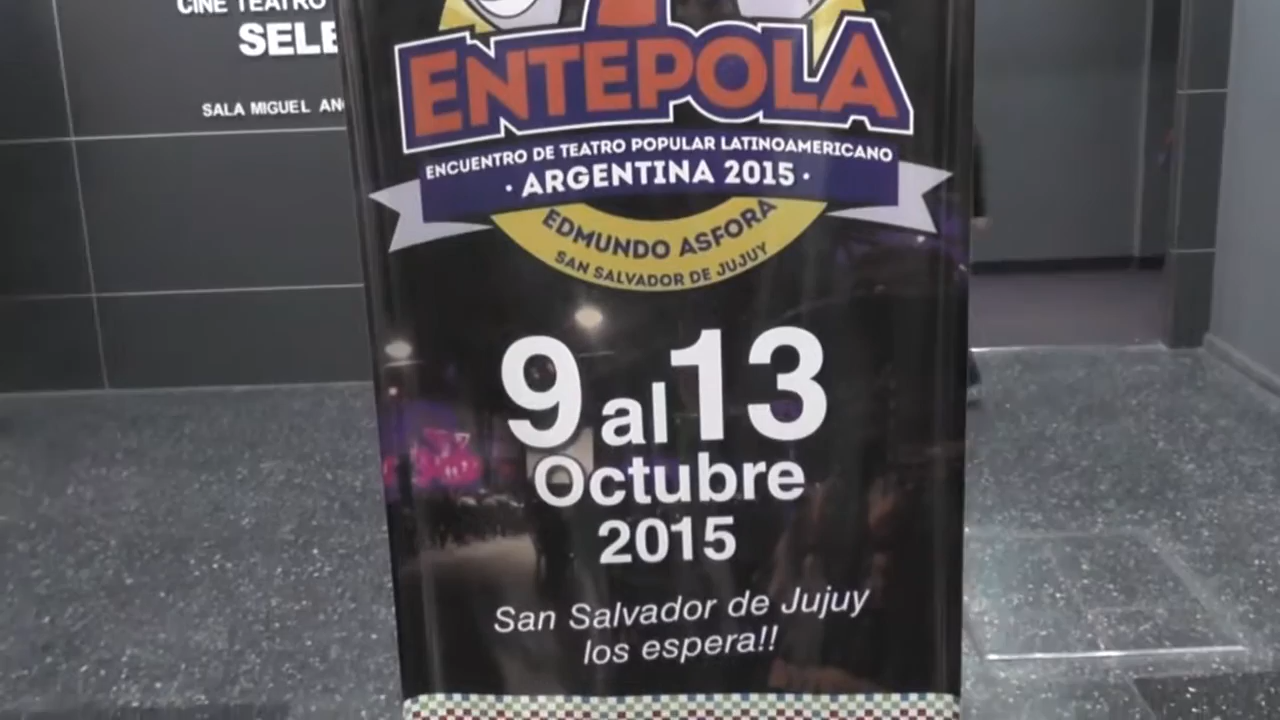 CINE TEATRO
SELE
SALA MIGUEL
ENTEPOLA
ENCUENTRO DE TEATRO POPULAR LATINOAMERICANO
· ARGENTINA 2015 ·
EDMUNDO ASFORA
SAN SALVADOR DE JUJUY
9 al 13
Octubre
2015
San Salvador de Jujuy
los espera!!